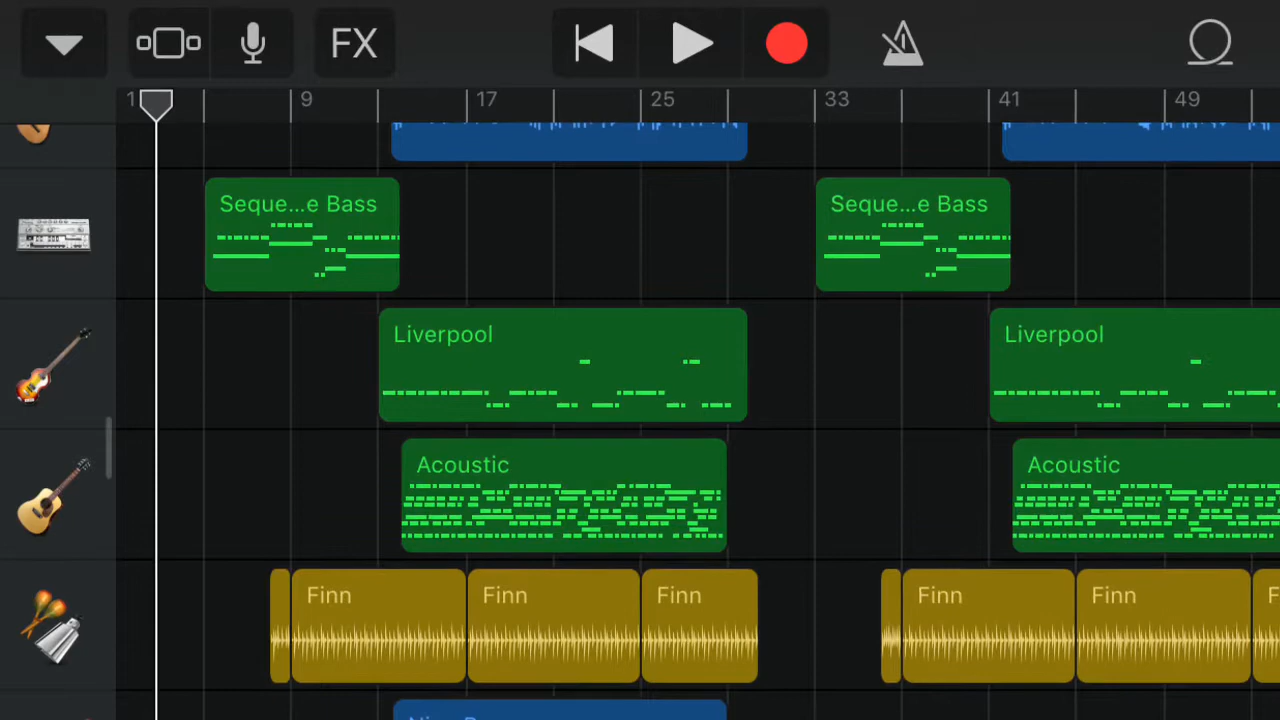 FX
1 9 17 25 33 41 49
Seque...e Bass Seque...e Bass
Liverpool Liverpool
Acoustic Acoustic
Finn Finn Finn Finn Finn